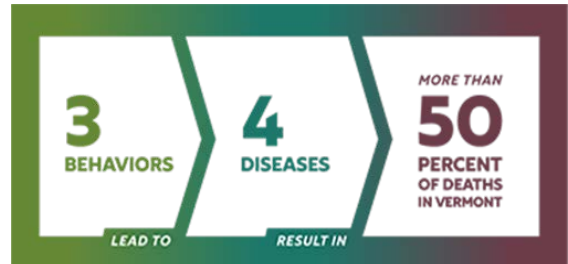 3
BEHAVIORS
LEAD TO
4
DISEASES
RESULT IN
MORE THAN
50
PERCENT
OF DEATHS
IN VERMONT